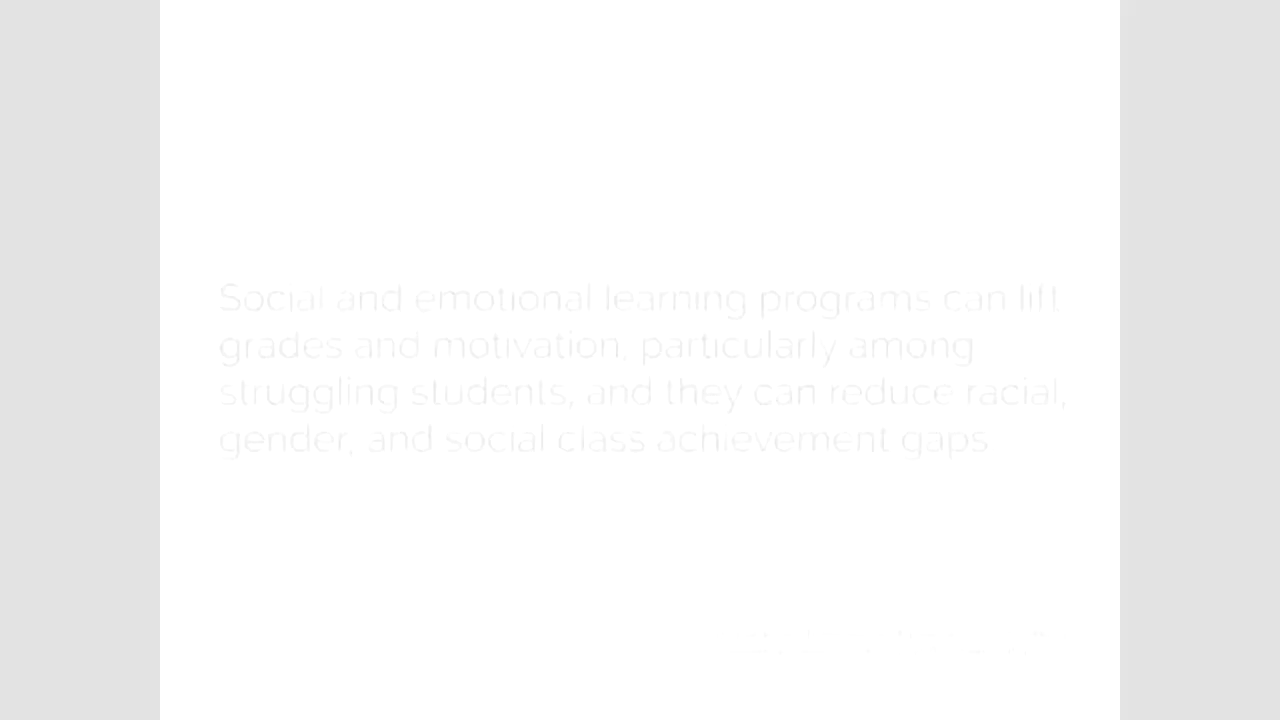 Social and emotional learning programs can lift
grades and motivation, particularly among
struggling students, and they can reduce racial,
gender, and social class achievement gaps